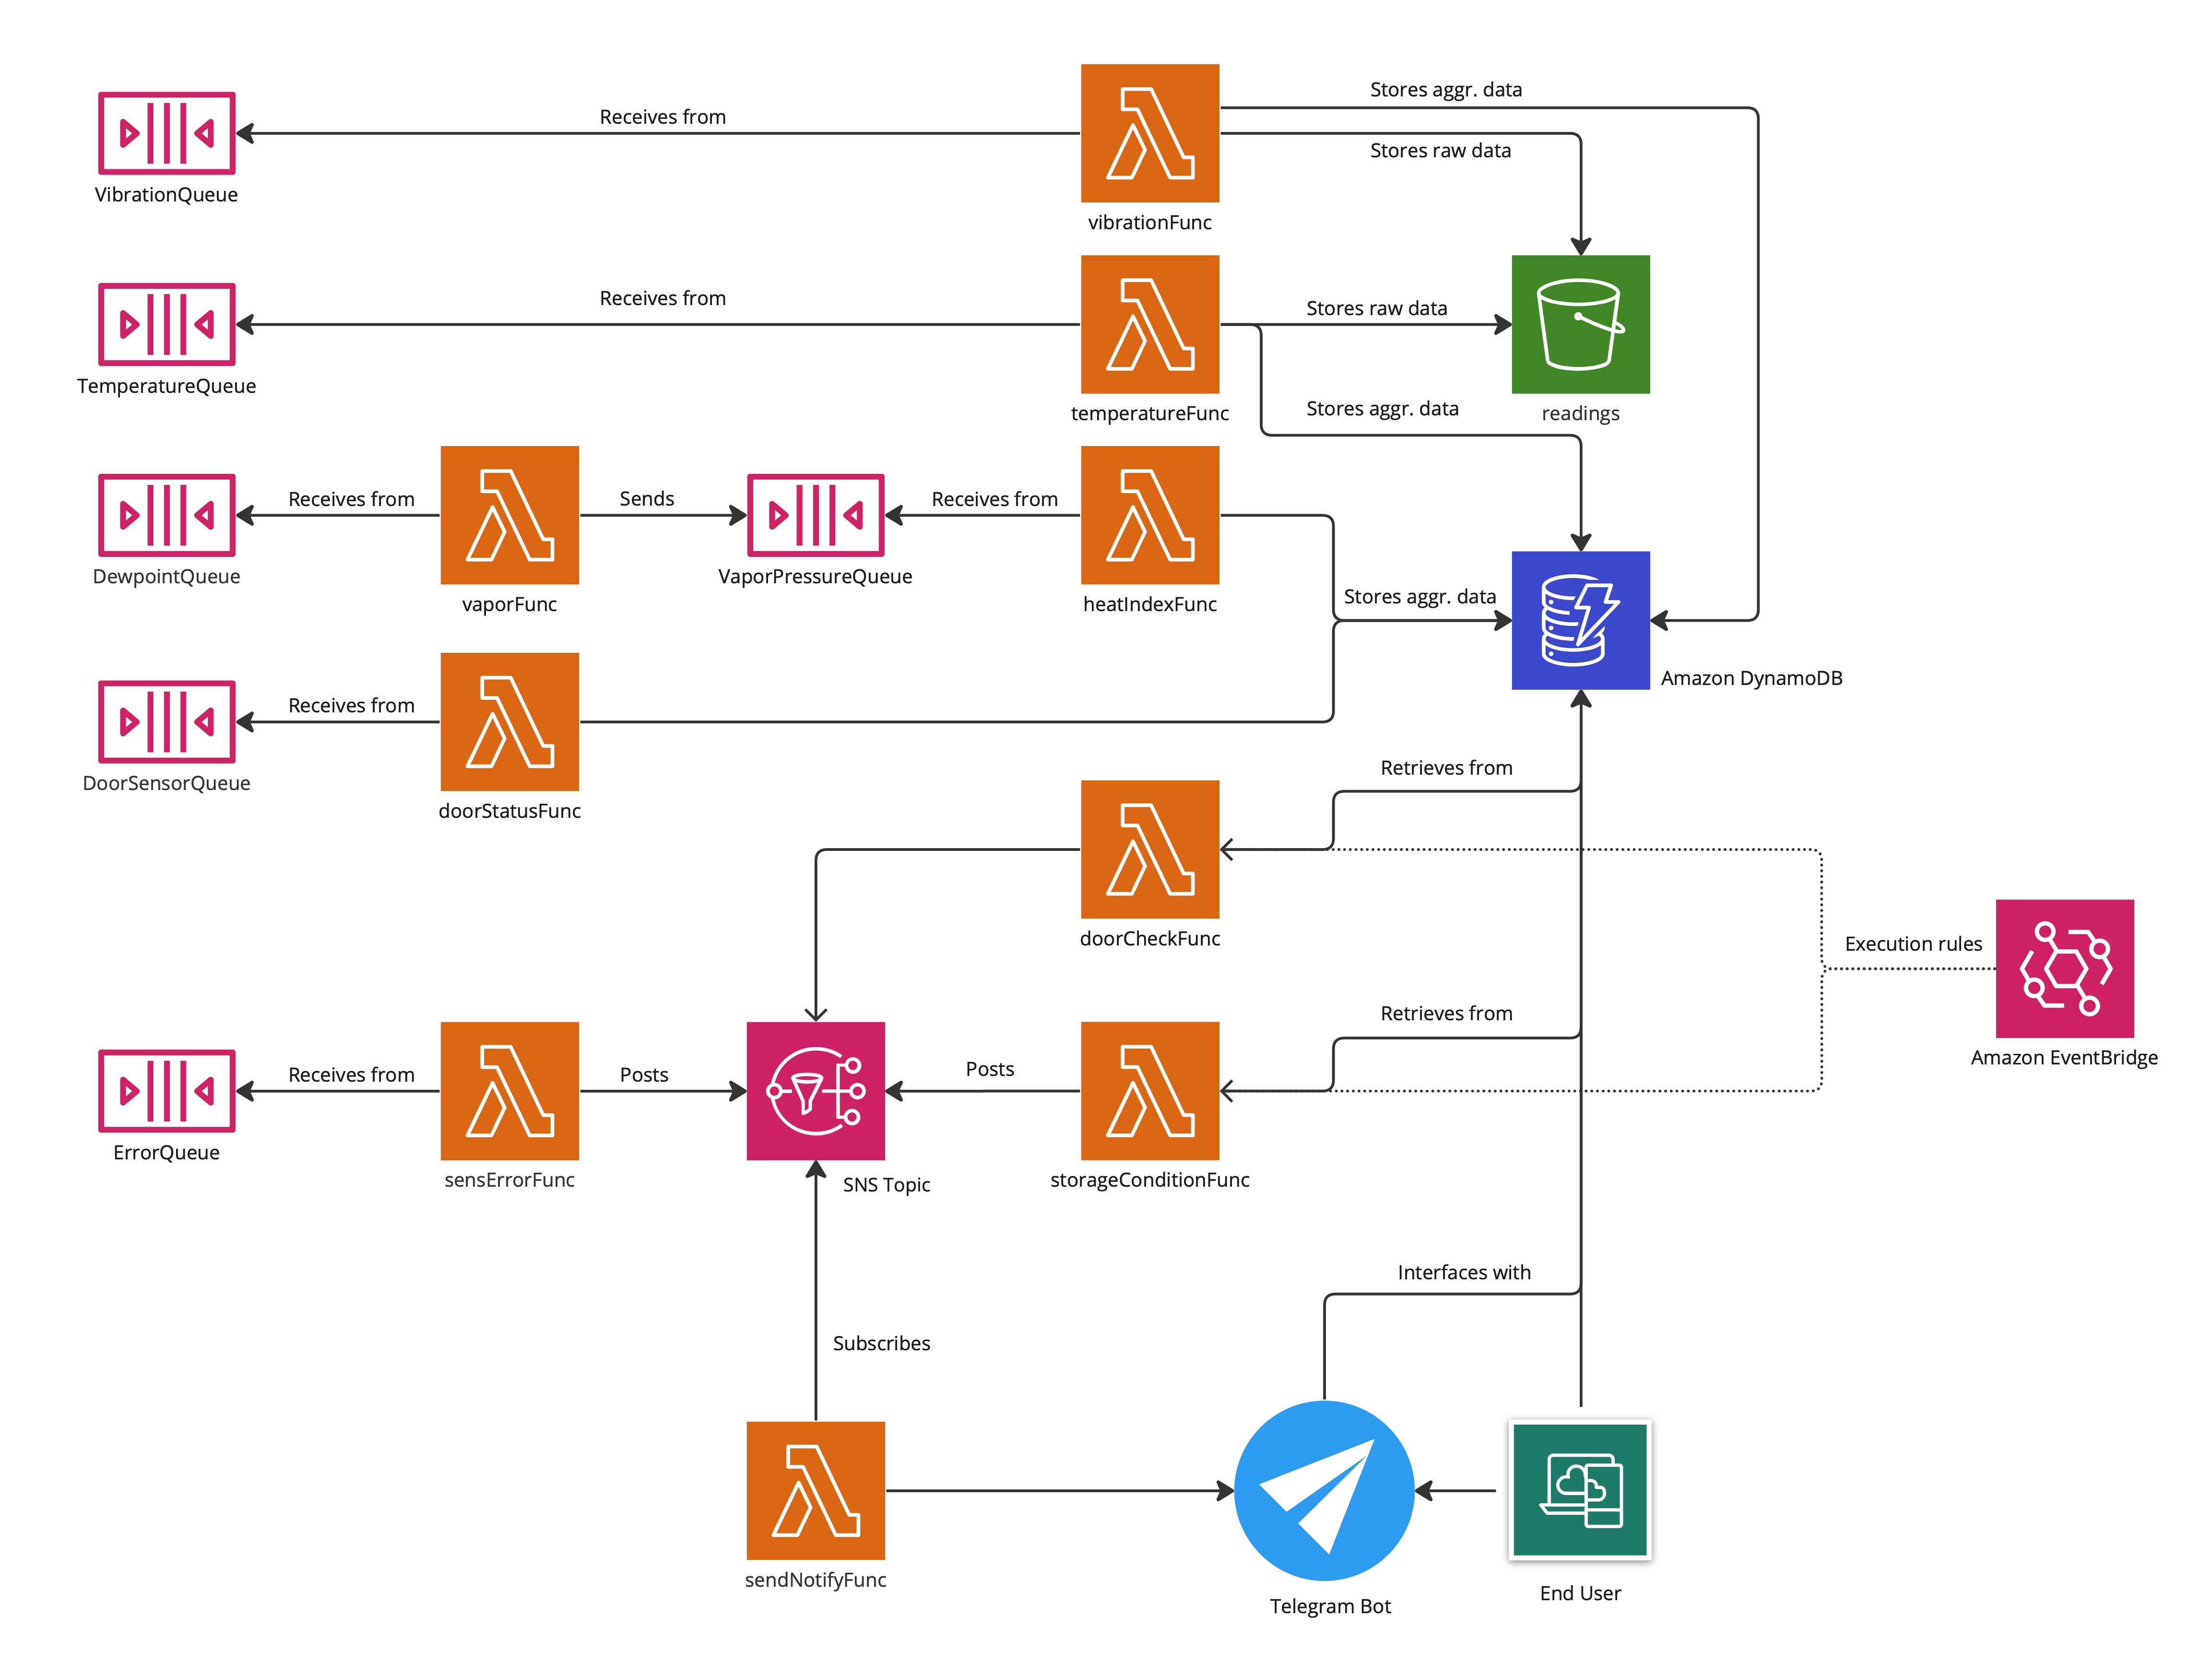 Stores aggr. data
Receives from
Stores raw data
VibrationQueue
vibrationFunc
Receives from
Stores raw data
TemperatureQueue
temperatureFunc
Stores aggr. data
readings
Receives from
Sends
Receives from
DewpointQueue
vaporFunc
VaporPressureQueue
heatIndexFunc
Stores aggr. data
Amazon DynamoDB
Receives from
DoorSensorQueue
doorStatusFunc
Retrieves from
doorCheckFunc
Execution rules
Amazon EventBridge
Retrieves from
Receives from
Posts
Posts
ErrorQueue
sensErrorFunc
SNS Topic
storageConditionFunc
Interfaces with
Subscribes
sendNotifyFunc
Telegram Bot
End User